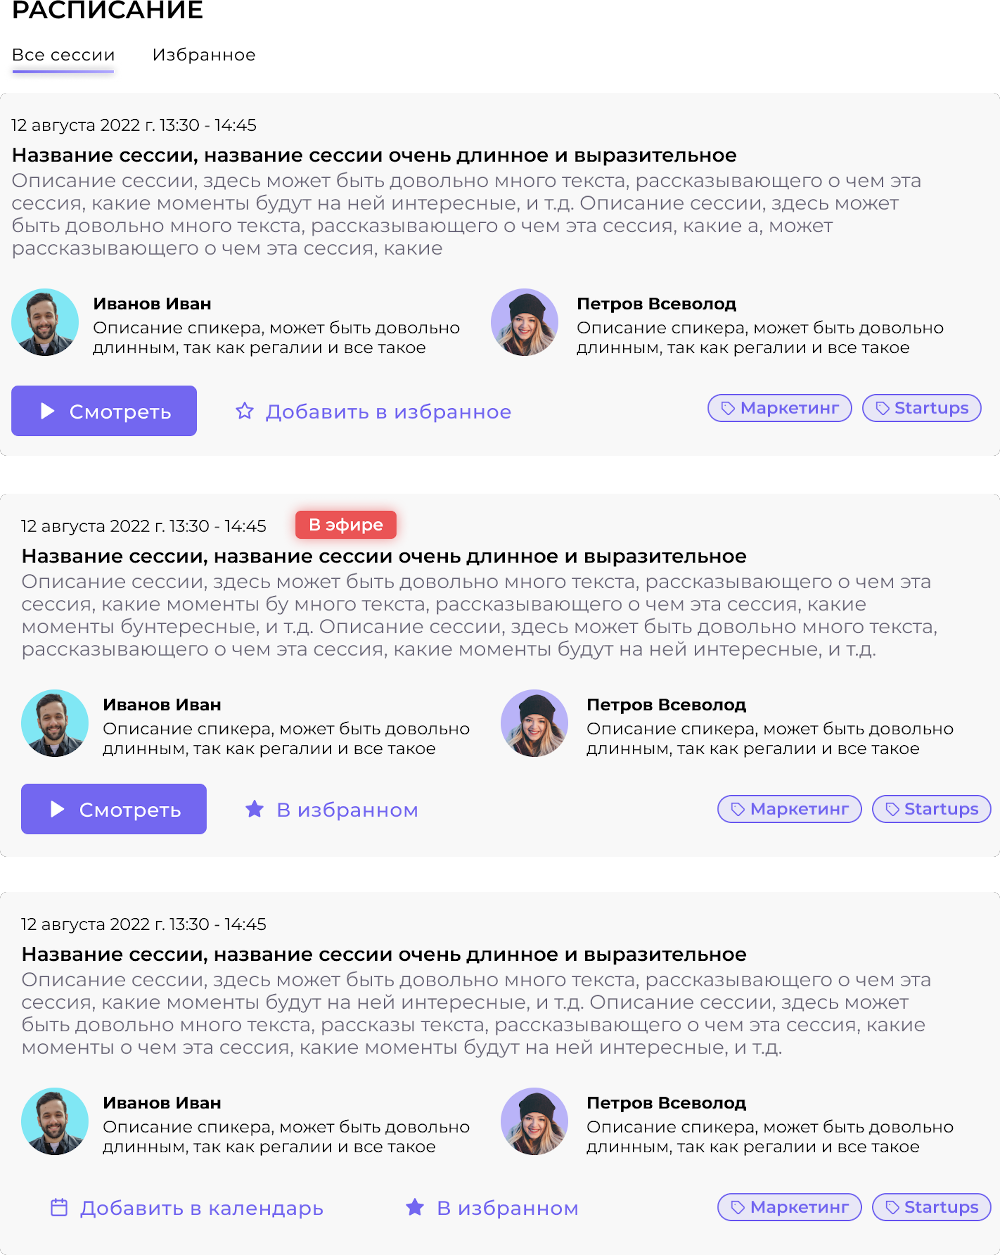 РАСПИСАНИЕ
Все сессии Избранное
12 августа 2022 г. 13:30 - 14:45
Название сессии, название сессии очень длинное и выразительное
Описание сессии, здесь может быть довольно много текста, рассказывающего о чем эта
сессия, какие моменты будут на ней интересные, и т.д. Описание сессии, здесь может
быть довольно много текста, рассказывающего о чем эта сессия, какие а, может
рассказывающего о чем эта сессия, какие
Иванов Иван
Описание спикера, может быть довольно
длинным, так как регалии и все такое
Петров Всеволод
Описание спикера, может быть довольно
длинным, так как регалии и все такое
Смотреть Добавить в избранное Маркетинг Startups
12 августа 2022 г. 13:30 - 14:45 В эфире
Название сессии, название сессии очень длинное и выразительное
Описание сессии, здесь может быть довольно много текста, рассказывающего о чем эта
сессия, какие моменты бу много текста, рассказывающего о чем эта сессия, какие
моменты бунтересные, и т.д. Описание сессии, здесь может быть довольно много текста,
рассказывающего о чем эта сессия, какие моменты будут на ней интересные, и т.д.
Иванов Иван
Описание спикера, может быть довольно
длинным, так как регалии и все такое
Петров Всеволод
Описание спикера, может быть довольно
длинным, так как регалии и все такое
Смотреть В избранном Маркетинг Startups
12 августа 2022 г. 13:30 - 14:45
Название сессии, название сессии очень длинное и выразительное
Описание сессии, здесь может быть довольно много текста, рассказывающего о чем эта
сессия, какие моменты будут на ней интересные, и т.д. Описание сессии, здесь может
быть довольно много текста, рассказы текста, рассказывающего о чем эта сессия, какие
моменты о чем эта сессия, какие моменты будут на ней интересные, и т.д.
Иванов Иван
Описание спикера, может быть довольно
длинным, так как регалии и все такое
Петров Всеволод
Описание спикера, может быть довольно
длинным, так как регалии и все такое
Добавить в календарь В избранном Маркетинг Startups